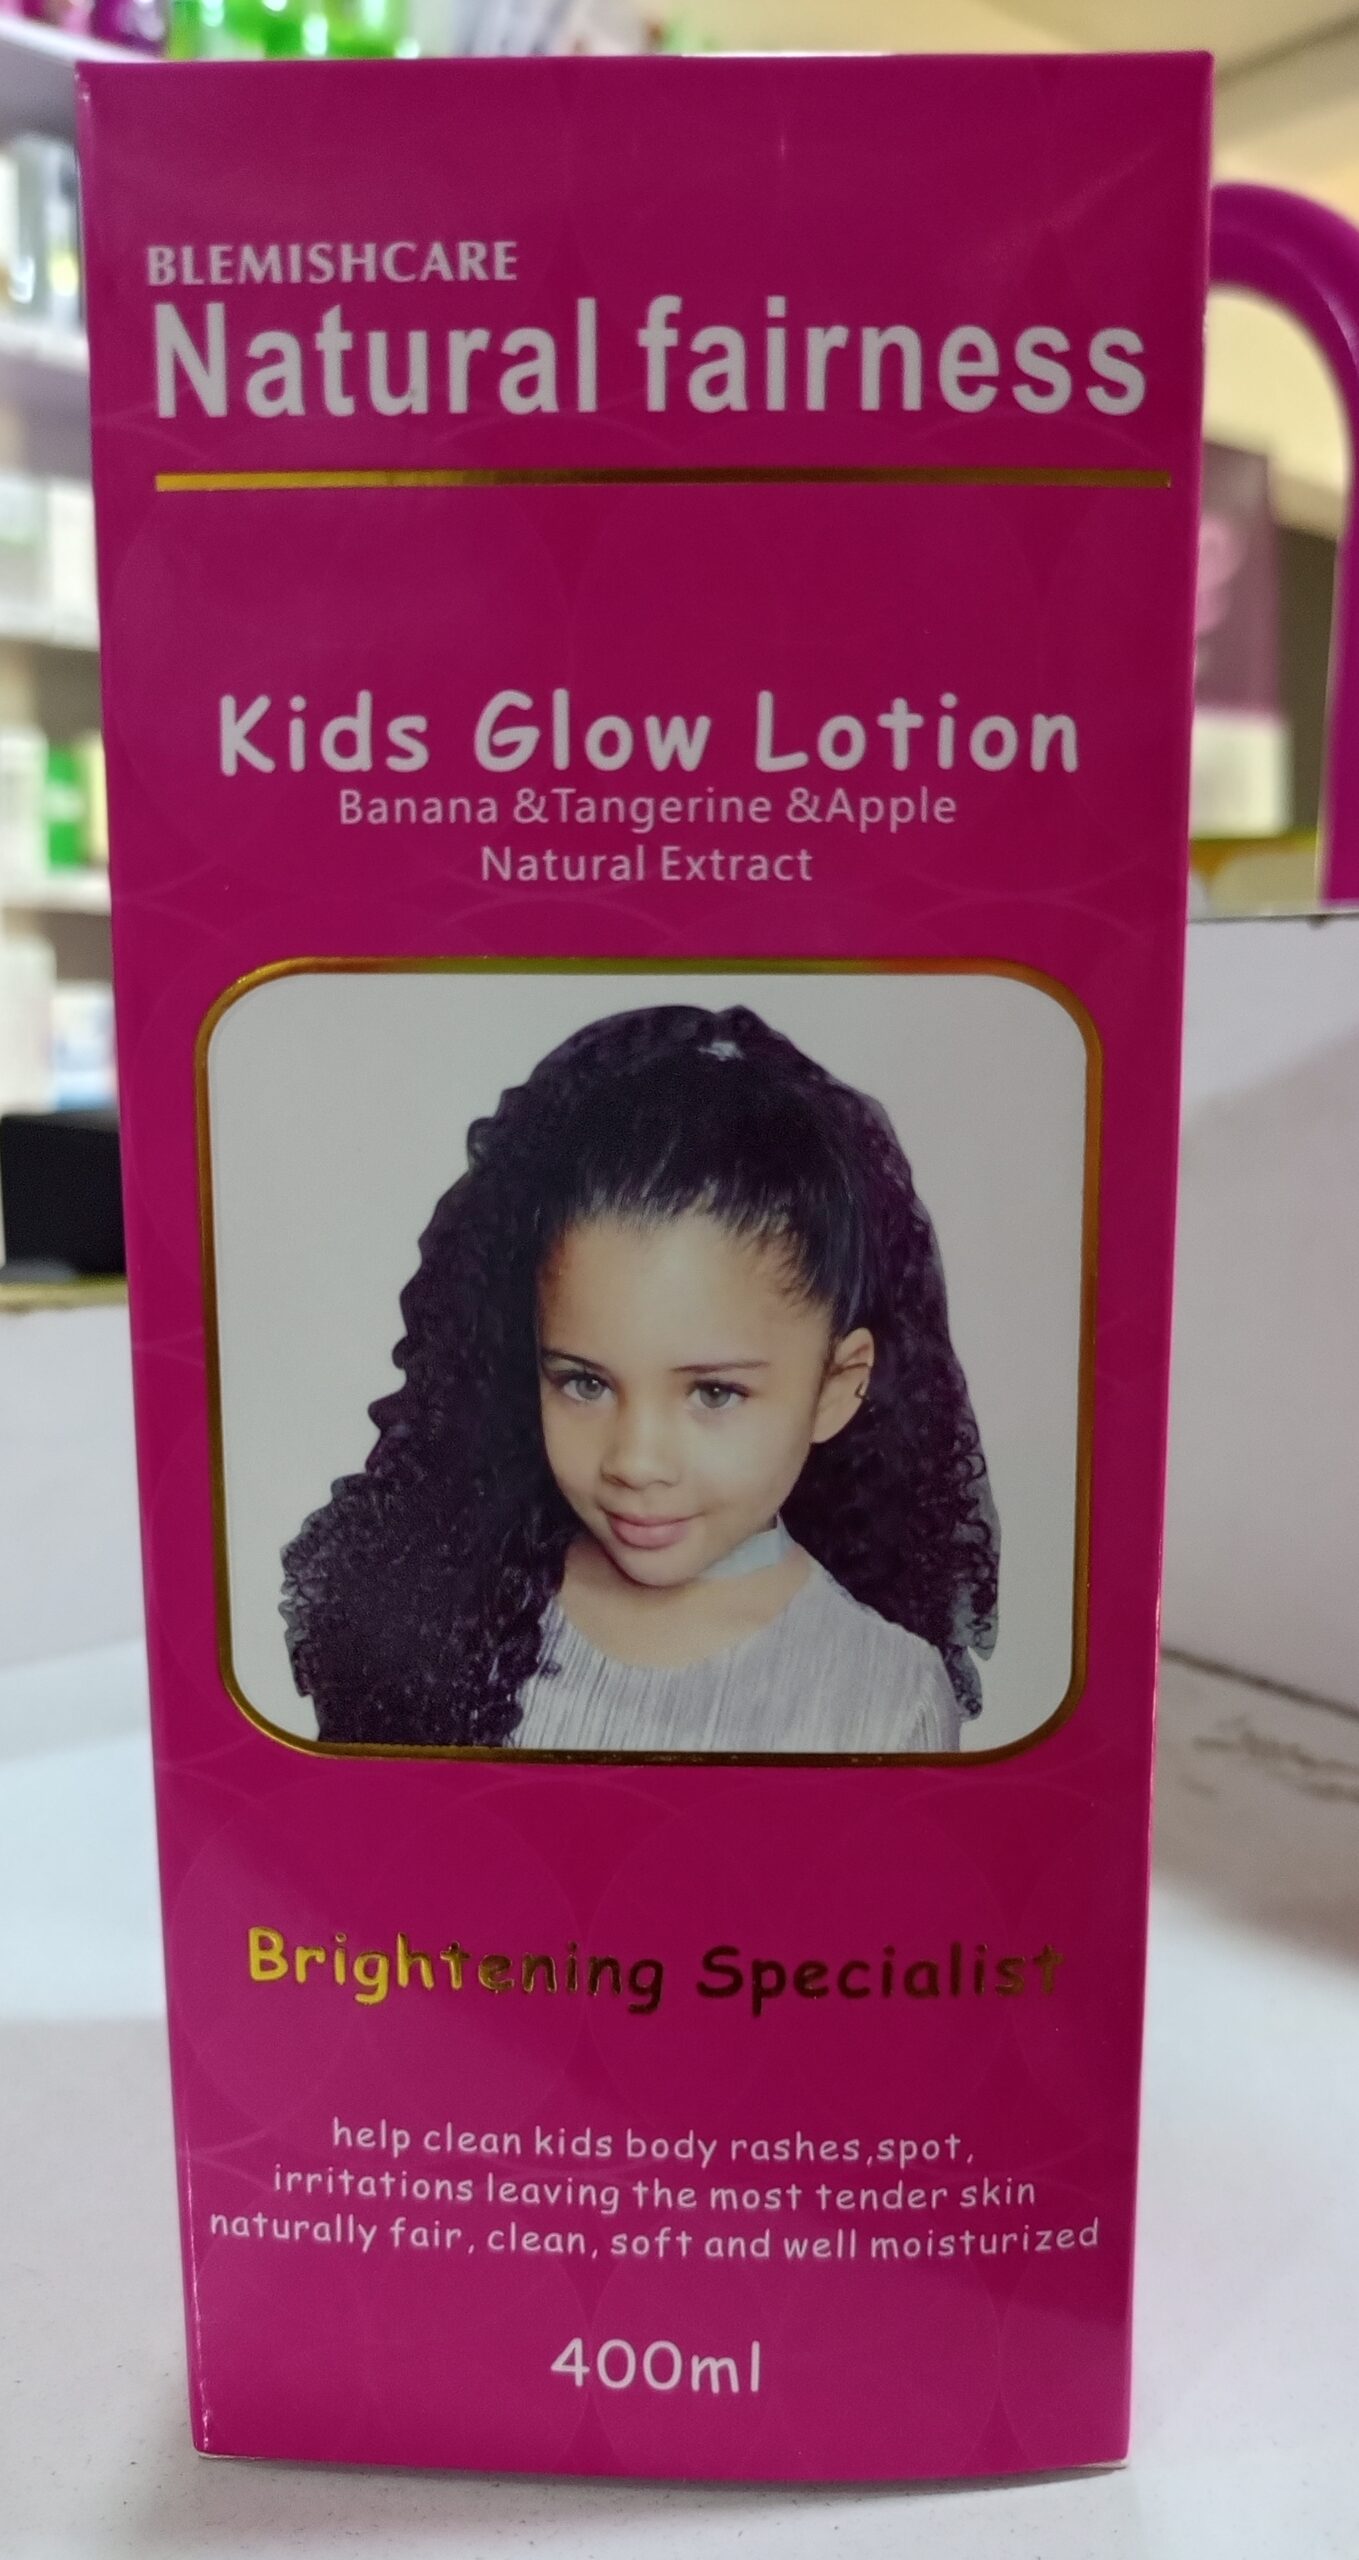 BLEMISHCARE
Natural fairness
Kids Glow Lotion
Banana &Tangerine &Apple
Natural Extract
Brightening Specialist
help clean kids body rashes,spot,
irritations leaving the most tender skin
naturally fair, clean, soft and well moisturized
400ml